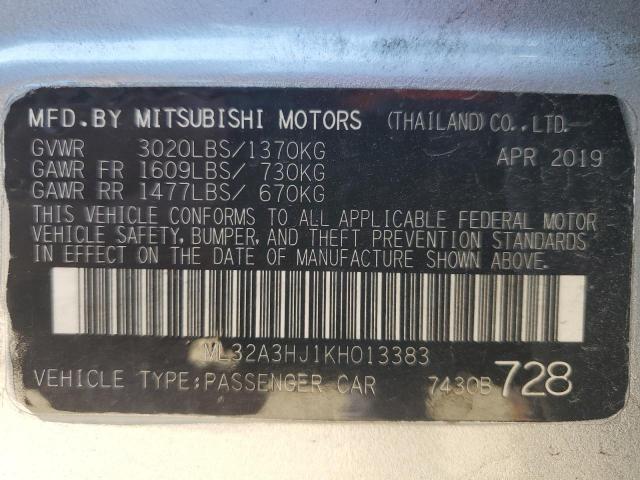 MFD.BY MITSUBISHI MOTORS (THAILAND)CO.,LTD.
GVWR 3020LBS/1370KG APR 2019
GAWR FR 1609LBS/ 730KG
GAWR RR 1477LBS/ 670KG
THIS VEHICLE CONFORMS TO ALL APPLICABLE FEDERAL MOTOR
VEHICLE SAFETY, BUMPER, AND THEFT PREVENTION STANDARDS
IN EFFECT ON THE DATE OF MANUFACTURE SHOWN ABOVE.
ML32A3HJ1KH013383
VEHICLE TYPE:PASSENGER CAR 7430B 728